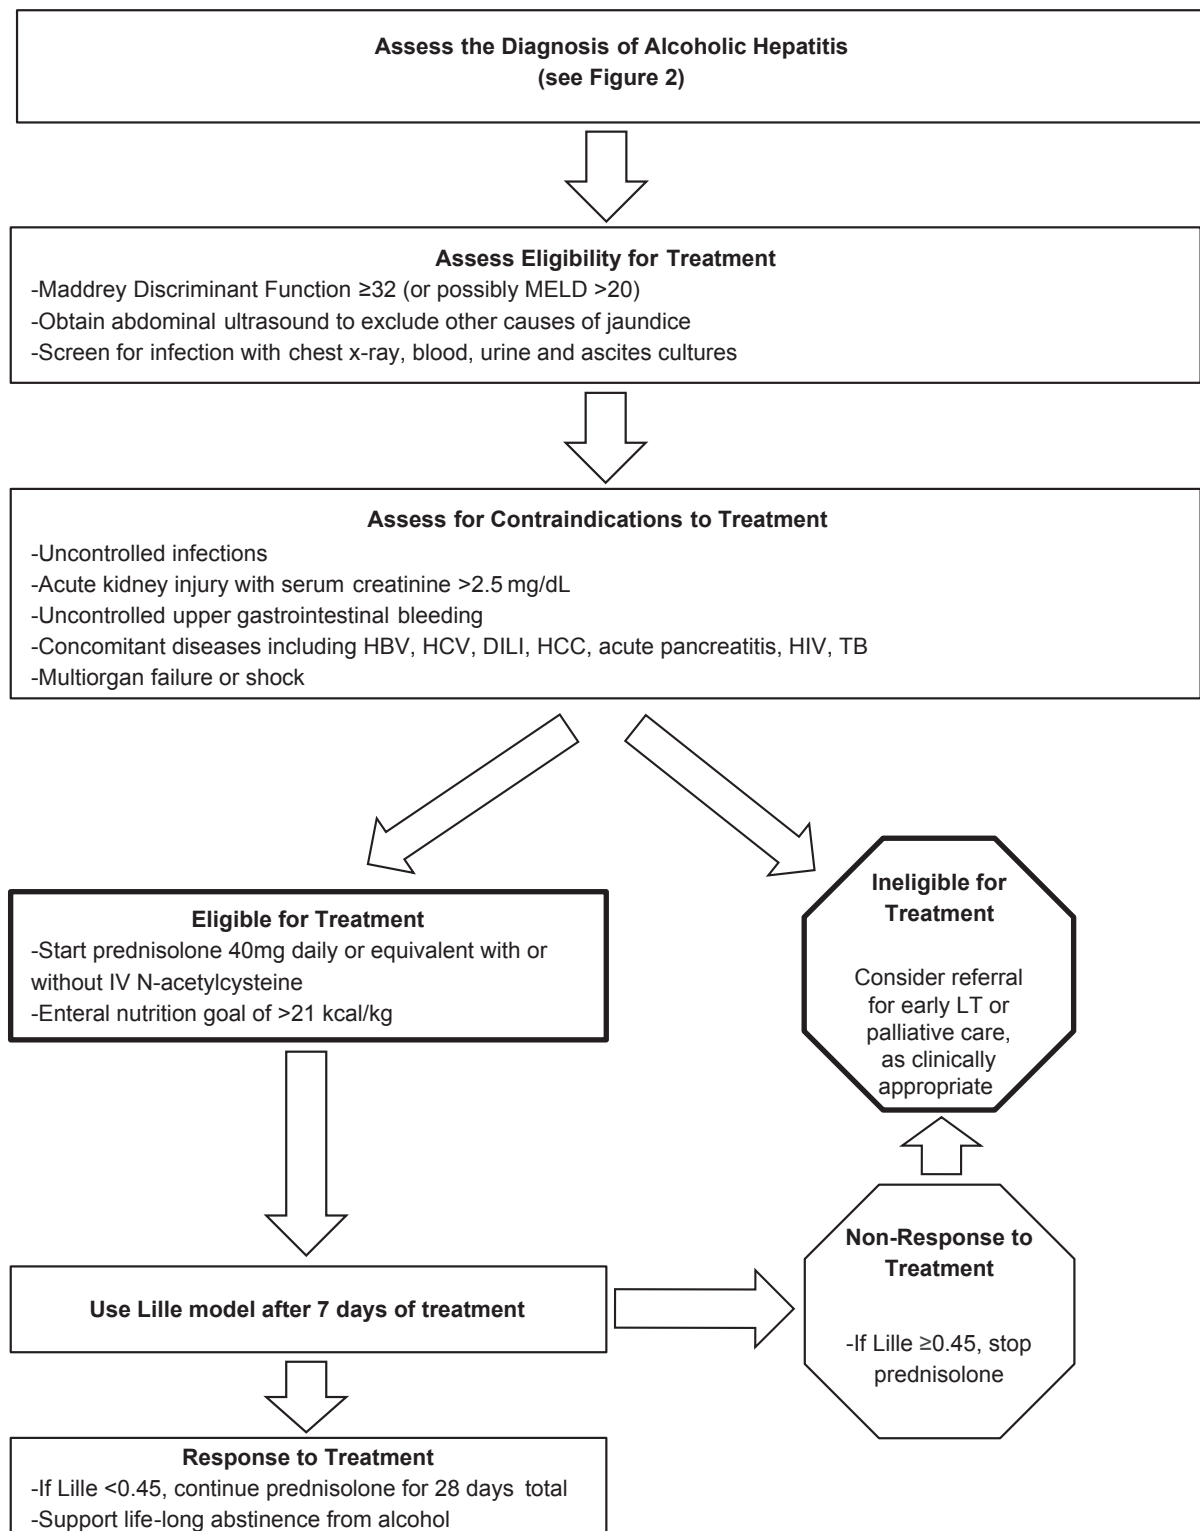 Assess the Diagnosis of Alcoholic Hepatitis
(see Figure 2)
Assess Eligibility for Treatment
-Maddrey Discriminant Function ≥32 (or possibly MELD >20)
-Obtain abdominal ultrasound to exclude other causes of jaundice
-Screen for infection with chest x-ray, blood, urine and ascites cultures
Assess for Contraindications to Treatment
-Uncontrolled infections
-Acute kidney injury with serum creatinine >2.5 mg/dL
-Uncontrolled upper gastrointestinal bleeding
-Concomitant diseases including HBV, HCV, DILI, HCC, acute pancreatitis, HIV, TB
-Multiorgan failure or shock
Eligible for Treatment
-Start prednisolone 40mg daily or equivalent with or
without IV N-acetylcysteine
-Enteral nutrition goal of >21 kcal/kg
Ineligible for
Treatment
Consider referral
for early LT or
palliative care,
as clinically
appropriate
Use Lille model after 7 days of treatment
Non-Response to
Treatment
-If Lille ≥0.45, stop
prednisolone
Response to Treatment
-If Lille <0.45, continue prednisolone for 28 days total
-Support life-long abstinence from alcohol